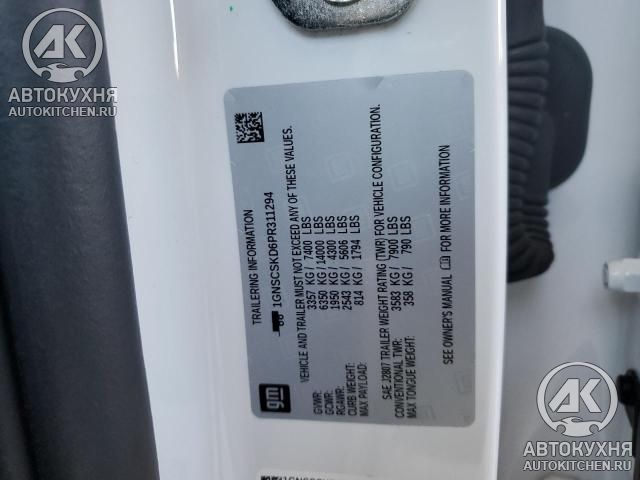 AK
АВТОКУХНЯ
AUTOKITCHEN.RU
TRAILERING INFORMATION
1GNSCSKD6PR311294
VEHICLE AND TRAILER MUST NOT EXCEED ANY OF THESE VALUES.
GVWR: 3357 KG / 7400 LBS
GCWR: 6350 KG / 14000 LBS
RGAWR: 1950 KG / 4300 LBS
CURB WEIGHT: 2543 KG / 5606 LBS
MAX PAYLOAD: 814 KG / 1794 LBS
SAE J2807 TRAILER WEIGHT RATING (TWR) FOR VEHICLE CONFIGURATION.
CONVENTIONAL TWR: 3583 KG / 7900 LBS
MAX TONGUE WEIGHT: 358 KG / 790 LBS
SEE OWNER'S MANUAL FOR MORE INFORMATION
gm
AK
АВТОКУХНЯ
AUTOKITCHEN.RU